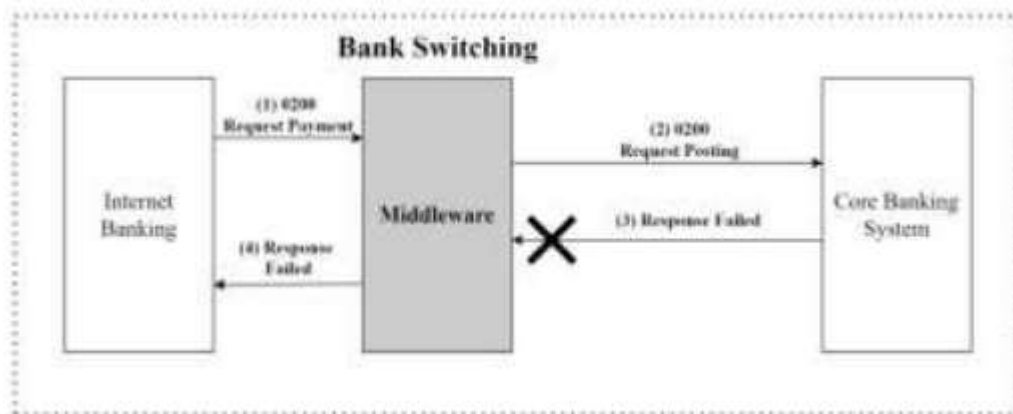 Bank Switching
(1) 0200
Request Payment
(2) 0200
Request Posting
Internet
Banking
Middleware
(3) Response Failed
Core Banking
System
(4) Response
Failed